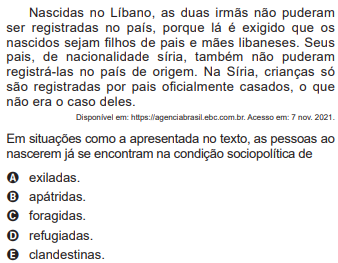 Nascidas no Líbano, as duas irmãs não puderam
ser registradas no país, porque lá é exigido que os
nascidos sejam filhos de pais e mães libaneses. Seus
pais, de nacionalidade síria, também não puderam
registrá-las no país de origem. Na Síria, crianças só
são registradas por pais oficialmente casados, o que
não era o caso deles.
Disponível em: https://agenciabrasil.ebc.com.br. Acesso em: 7 nov. 2021.
Em situações como a apresentada no texto, as pessoas ao
nascerem já se encontram na condição sociopolítica de
A exiladas.
B apátridas.
C foragidas.
D refugiadas.
E clandestinas.